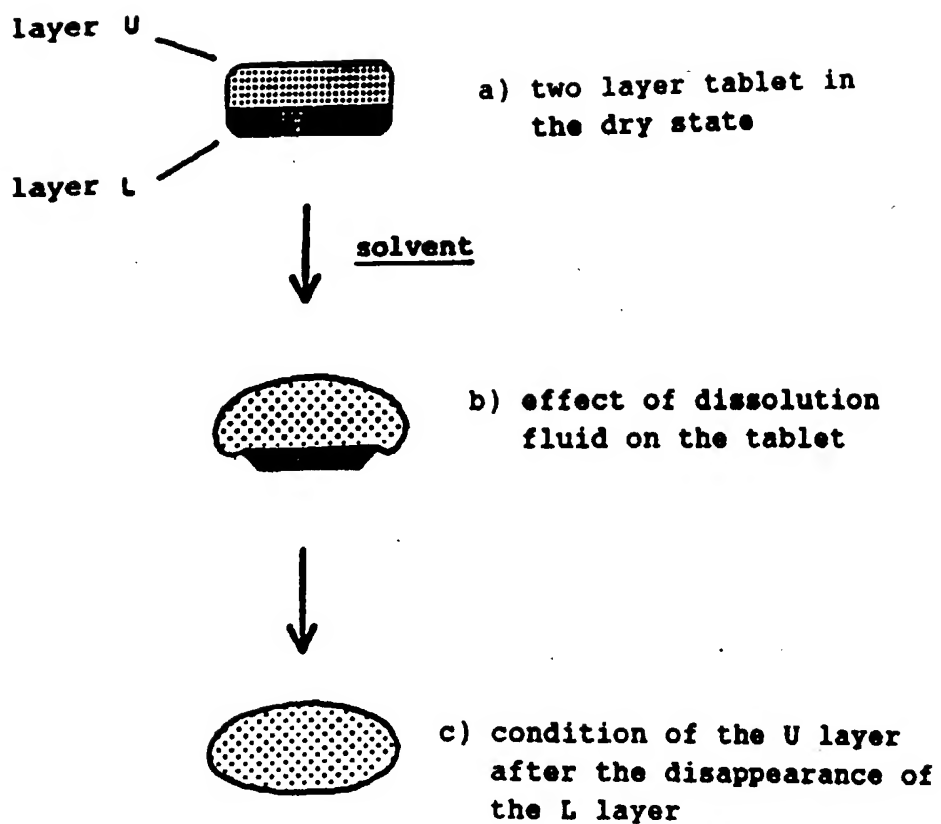 layer U
a) two layer tablet in
the dry state
layer L
solvent
b) effect of dissolution
fluid on the tablet
c) condition of the U layer
after the disappearance of
the L layer